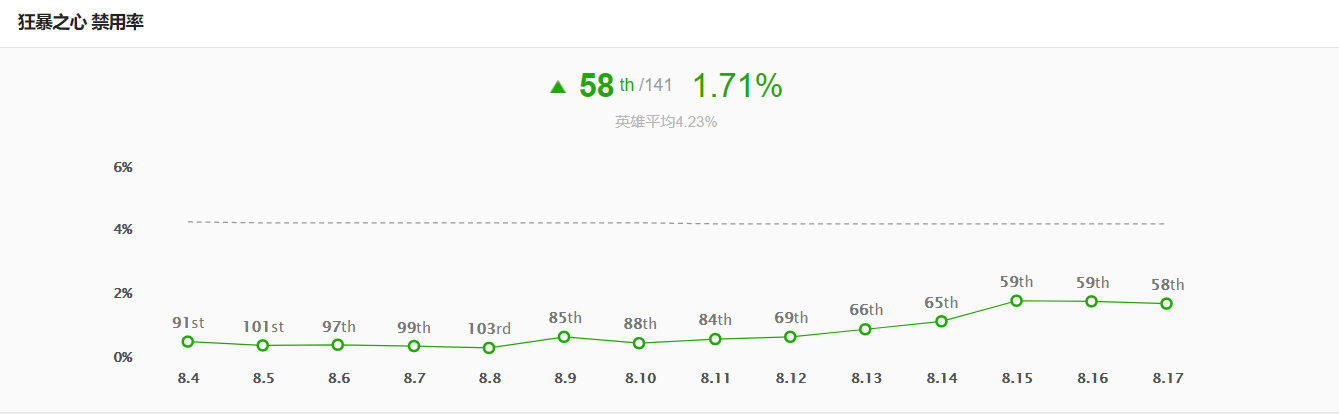 狂暴之心 禁用率
▲ 58 th /141 1.71%
英雄平均4.23%
6%
4%
2%
0%
91st 101st 97th 99th 103rd 85th 88th 84th 69th 66th 65th 59th 59th 58th
8.4 8.5 8.6 8.7 8.8 8.9 8.10 8.11 8.12 8.13 8.14 8.15 8.16 8.17